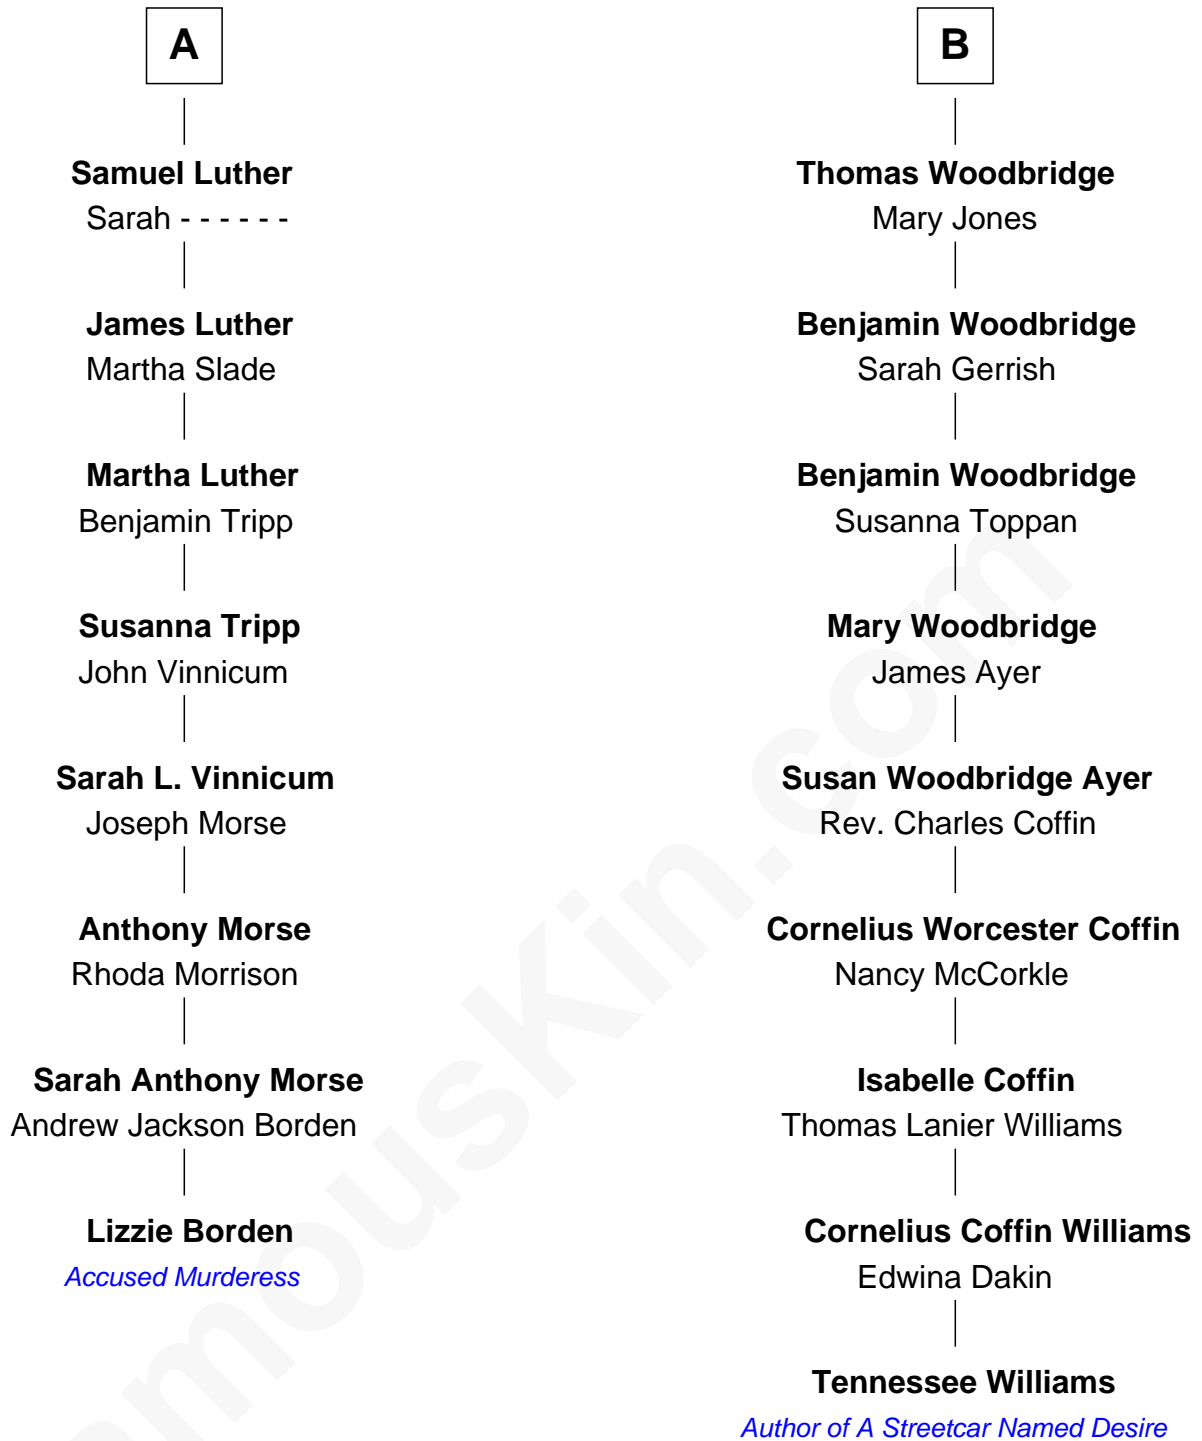 A
Samuel Luther
Sarah - - - - - -
James Luther
Martha Slade
Martha Luther
Benjamin Tripp
Susanna Tripp
John Vinnicum
Sarah L. Vinnicum
Joseph Morse
Anthony Morse
Rhoda Morrison
Sarah Anthony Morse
Andrew Jackson Borden
Lizzie Borden
Accused Murderess
B
Thomas Woodbridge
Mary Jones
Benjamin Woodbridge
Sarah Gerrish
Benjamin Woodbridge
Susanna Toppan
Mary Woodbridge
James Ayer
Susan Woodbridge Ayer
Rev. Charles Coffin
Cornelius Worcester Coffin
Nancy McCorkle
Isabelle Coffin
Thomas Lanier Williams
Cornelius Coffin Williams
Edwina Dakin
Tennessee Williams
Author of A Streetcar Named Desire
amousKin.com